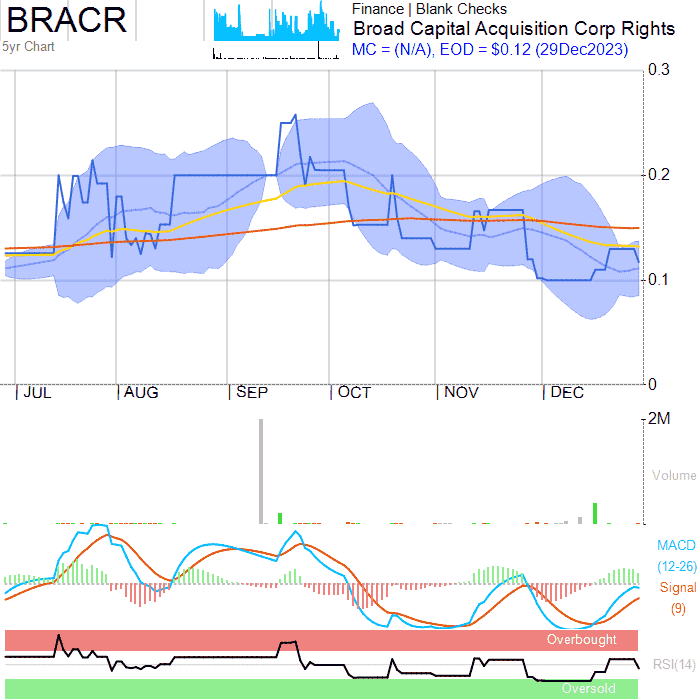 BRACR
5yr Chart
Finance | Blank Checks
Broad Capital Acquisition Corp Rights
MC = (N/A), EOD = $0.12 (29Dec2023)
0.3
0.2
0.1
0
JUL AUG SEP OCT NOV DEC
2M
Volume
MACD
(12-26)
Signal
(9)
Overbought
RSI(14)
Oversold